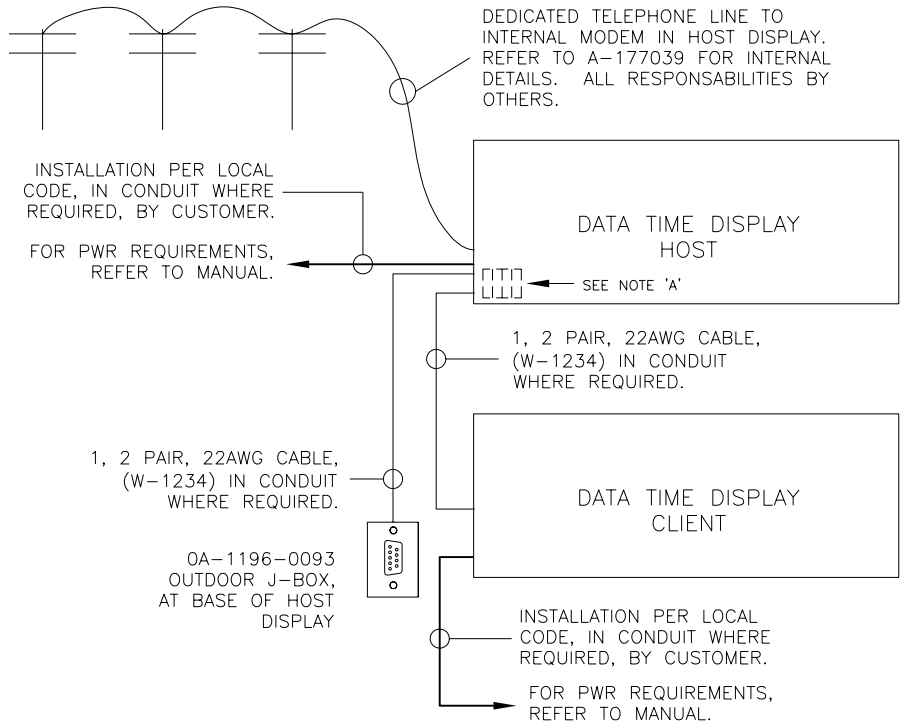 DEDICATED TELEPHONE LINE TO
INTERNAL MODEM IN HOST DISPLAY.
REFER TO A-177039 FOR INTERNAL
DETAILS. ALL RESPONSABILITIES BY
OTHERS.
INSTALLATION PER LOCAL
CODE, IN CONDUIT WHERE
REQUIRED, BY CUSTOMER.
FOR PWR REQUIREMENTS,
REFER TO MANUAL.
DATA TIME DISPLAY
HOST
SEE NOTE 'A'
1, 2 PAIR, 22AWG CABLE,
(W-1234) IN CONDUIT
WHERE REQUIRED.
1, 2 PAIR, 22AWG CABLE,
(W-1234) IN CONDUIT
WHERE REQUIRED.
DATA TIME DISPLAY
CLIENT
0A-1196-0093
OUTDOOR J-BOX,
AT BASE OF HOST
DISPLAY
INSTALLATION PER LOCAL
CODE, IN CONDUIT WHERE
REQUIRED, BY CUSTOMER.
FOR PWR REQUIREMENTS,
REFER TO MANUAL.